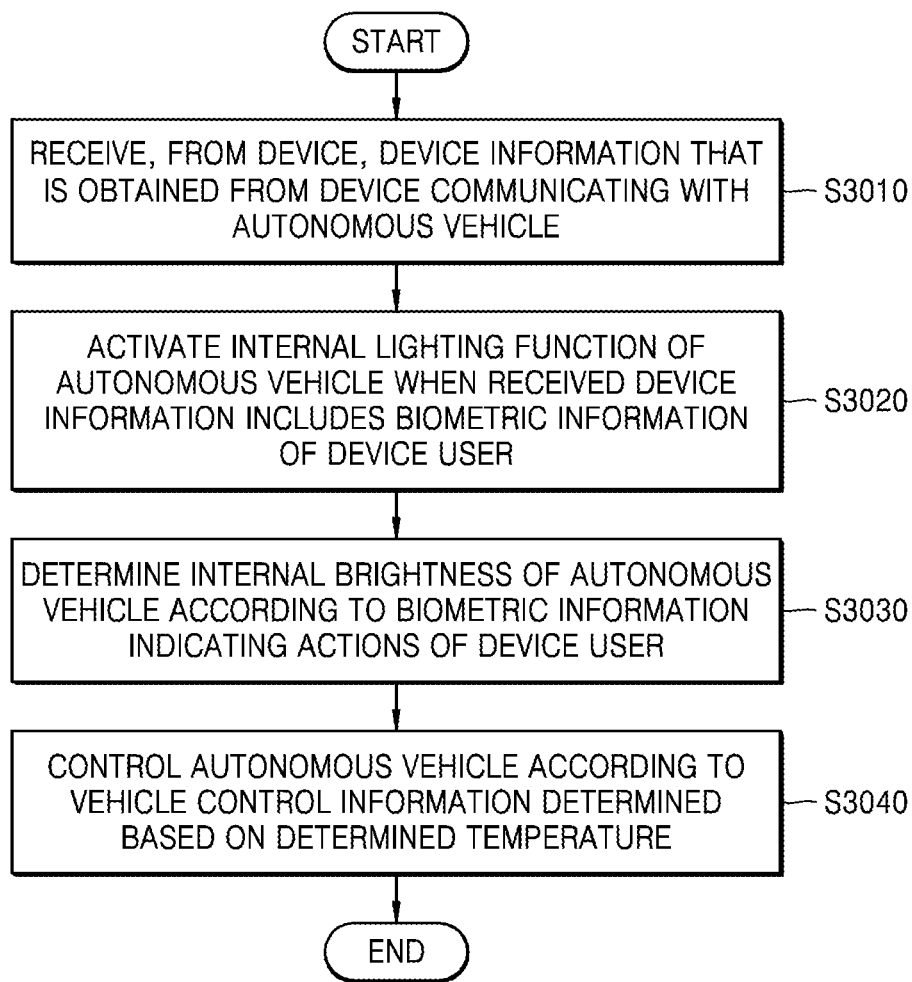 START
RECEIVE, FROM DEVICE, DEVICE INFORMATION THAT
IS OBTAINED FROM DEVICE COMMUNICATING WITH
AUTONOMOUS VEHICLE
S3010
ACTIVATE INTERNAL LIGHTING FUNCTION OF
AUTONOMOUS VEHICLE WHEN RECEIVED DEVICE
INFORMATION INCLUDES BIOMETRIC INFORMATION
OF DEVICE USER
S3020
DETERMINE INTERNAL BRIGHTNESS OF AUTONOMOUS
VEHICLE ACCORDING TO BIOMETRIC INFORMATION
INDICATING ACTIONS OF DEVICE USER
S3030
CONTROL AUTONOMOUS VEHICLE ACCORDING TO
VEHICLE CONTROL INFORMATION DETERMINED
BASED ON DETERMINED TEMPERATURE
S3040
END